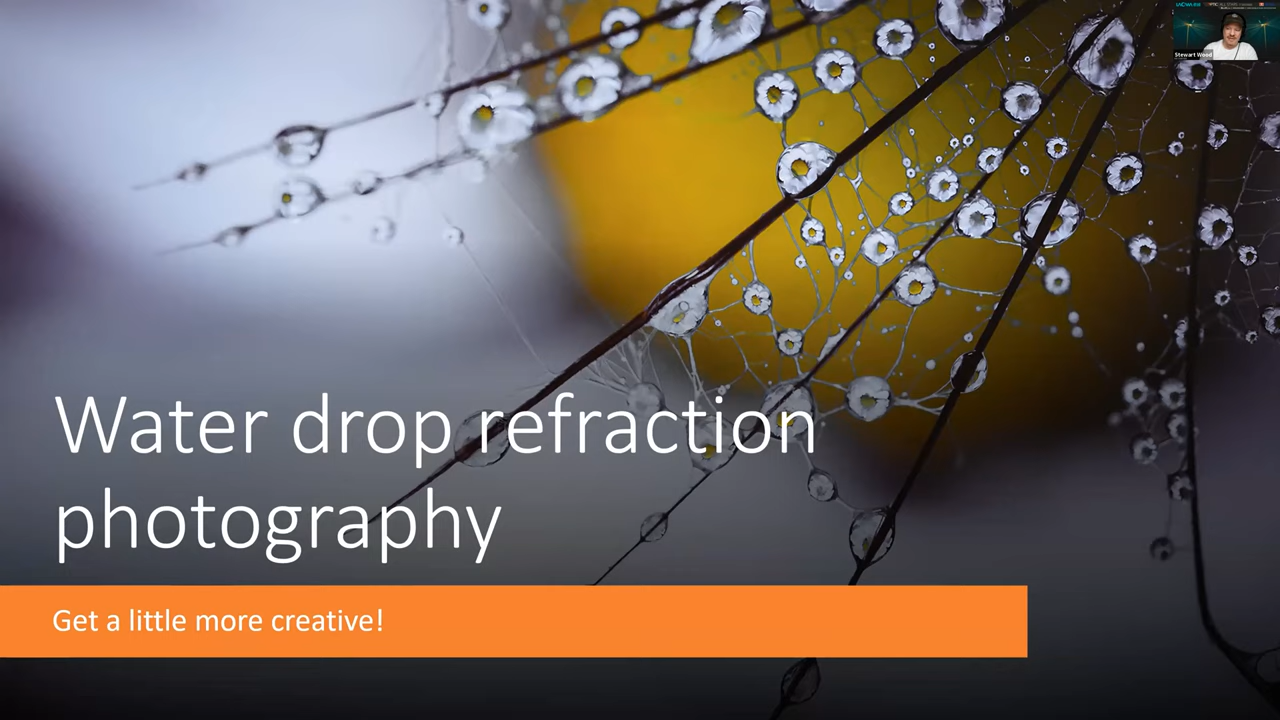 Stewart Wood
Water drop refraction
photography
Get a little more creative!